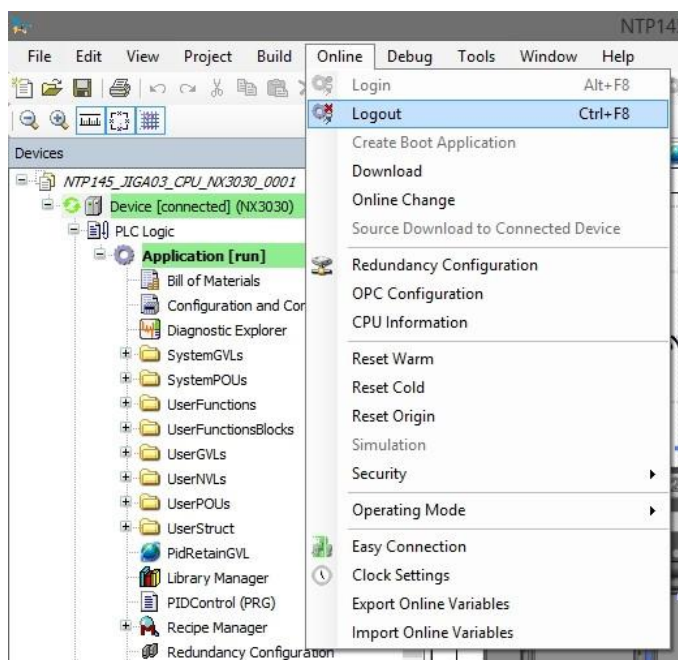 NTP14
File Edit View Project Build Online Debug Tools Window Help
Devices
NTP145_JIGA03_CPU_NX3030_0001
Device [connected] (NX3030)
PLC Logic
Application [run]
Bill of Materials
Configuration and Con
Diagnostic Explorer
SystemGVLs
SystemPOUs
UserFunctions
UserFunctionsBlocks
UserGVLs
UserNVLs
UserPOUs
UserStruct
PidRetainGVL
Library Manager
PIDControl (PRG)
Recipe Manager
Redundancy Configuration
Login Alt+F8
Logout Ctrl+F8
Create Boot Application
Download
Online Change
Source Download to Connected Device
Redundancy Configuration
OPC Configuration
CPU Information
Reset Warm
Reset Cold
Reset Origin
Simulation
Security
Operating Mode
Easy Connection
Clock Settings
Export Online Variables
Import Online Variables